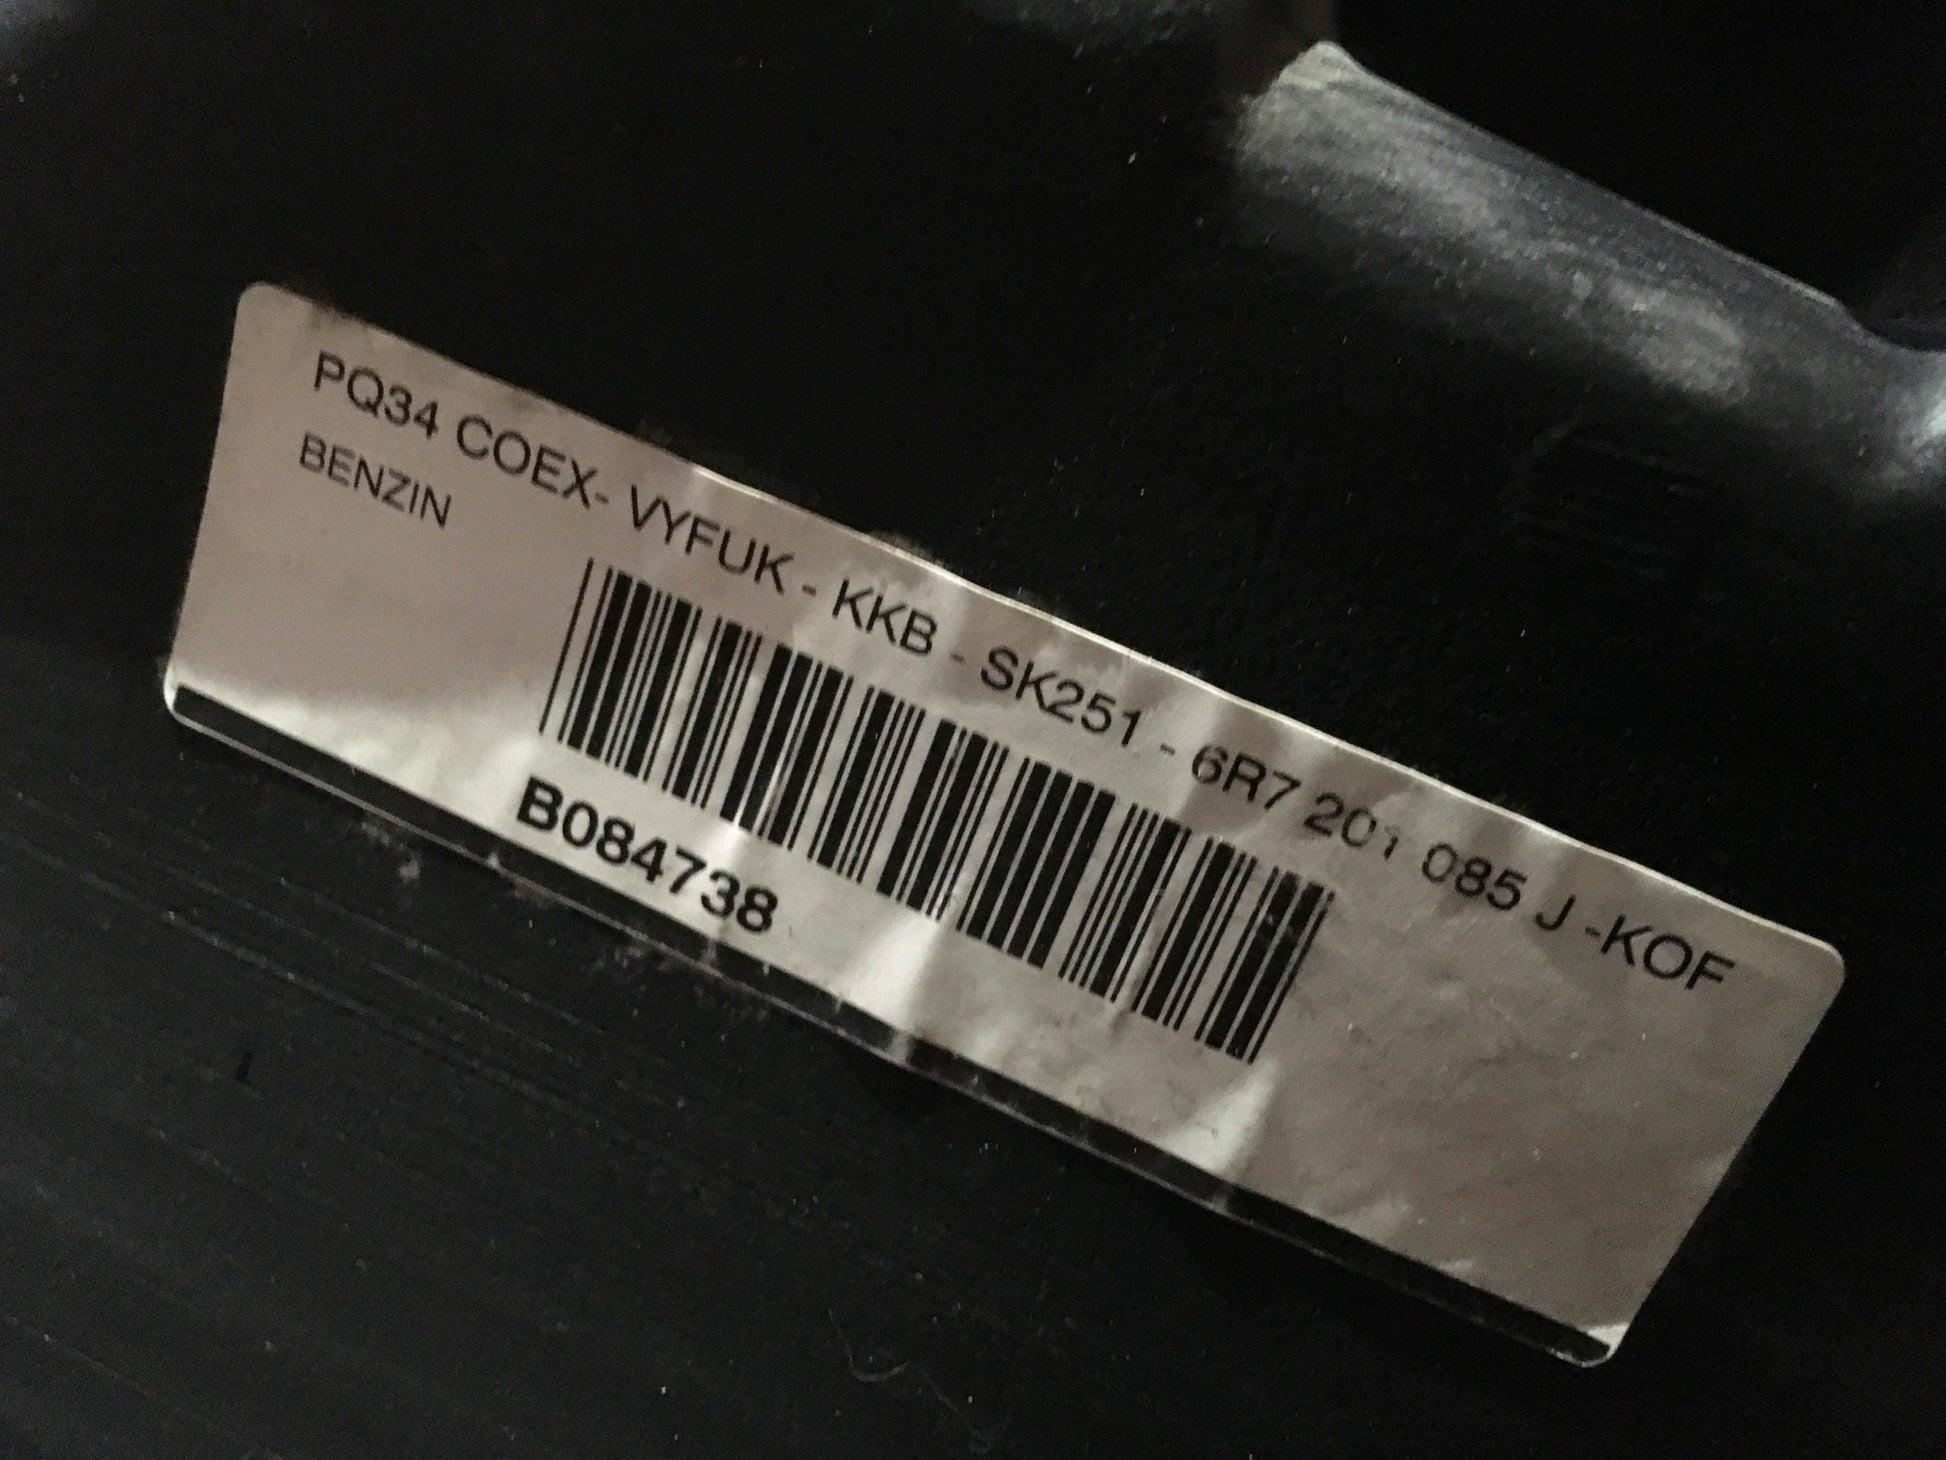 PQ34 COEX- VYFUK - KKB - SK251 - 6R7 201 085 J -KOF
BENZIN
B084738